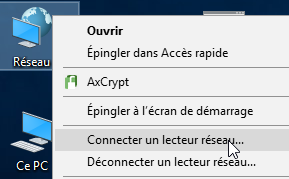 Ouvrir
Épingler dans Accès rapide
Réseau
AxCrypt
Épingler à l'écran de démarrage
Connecter un lecteur réseau...
Ce PC
Déconnecter un lecteur réseau...